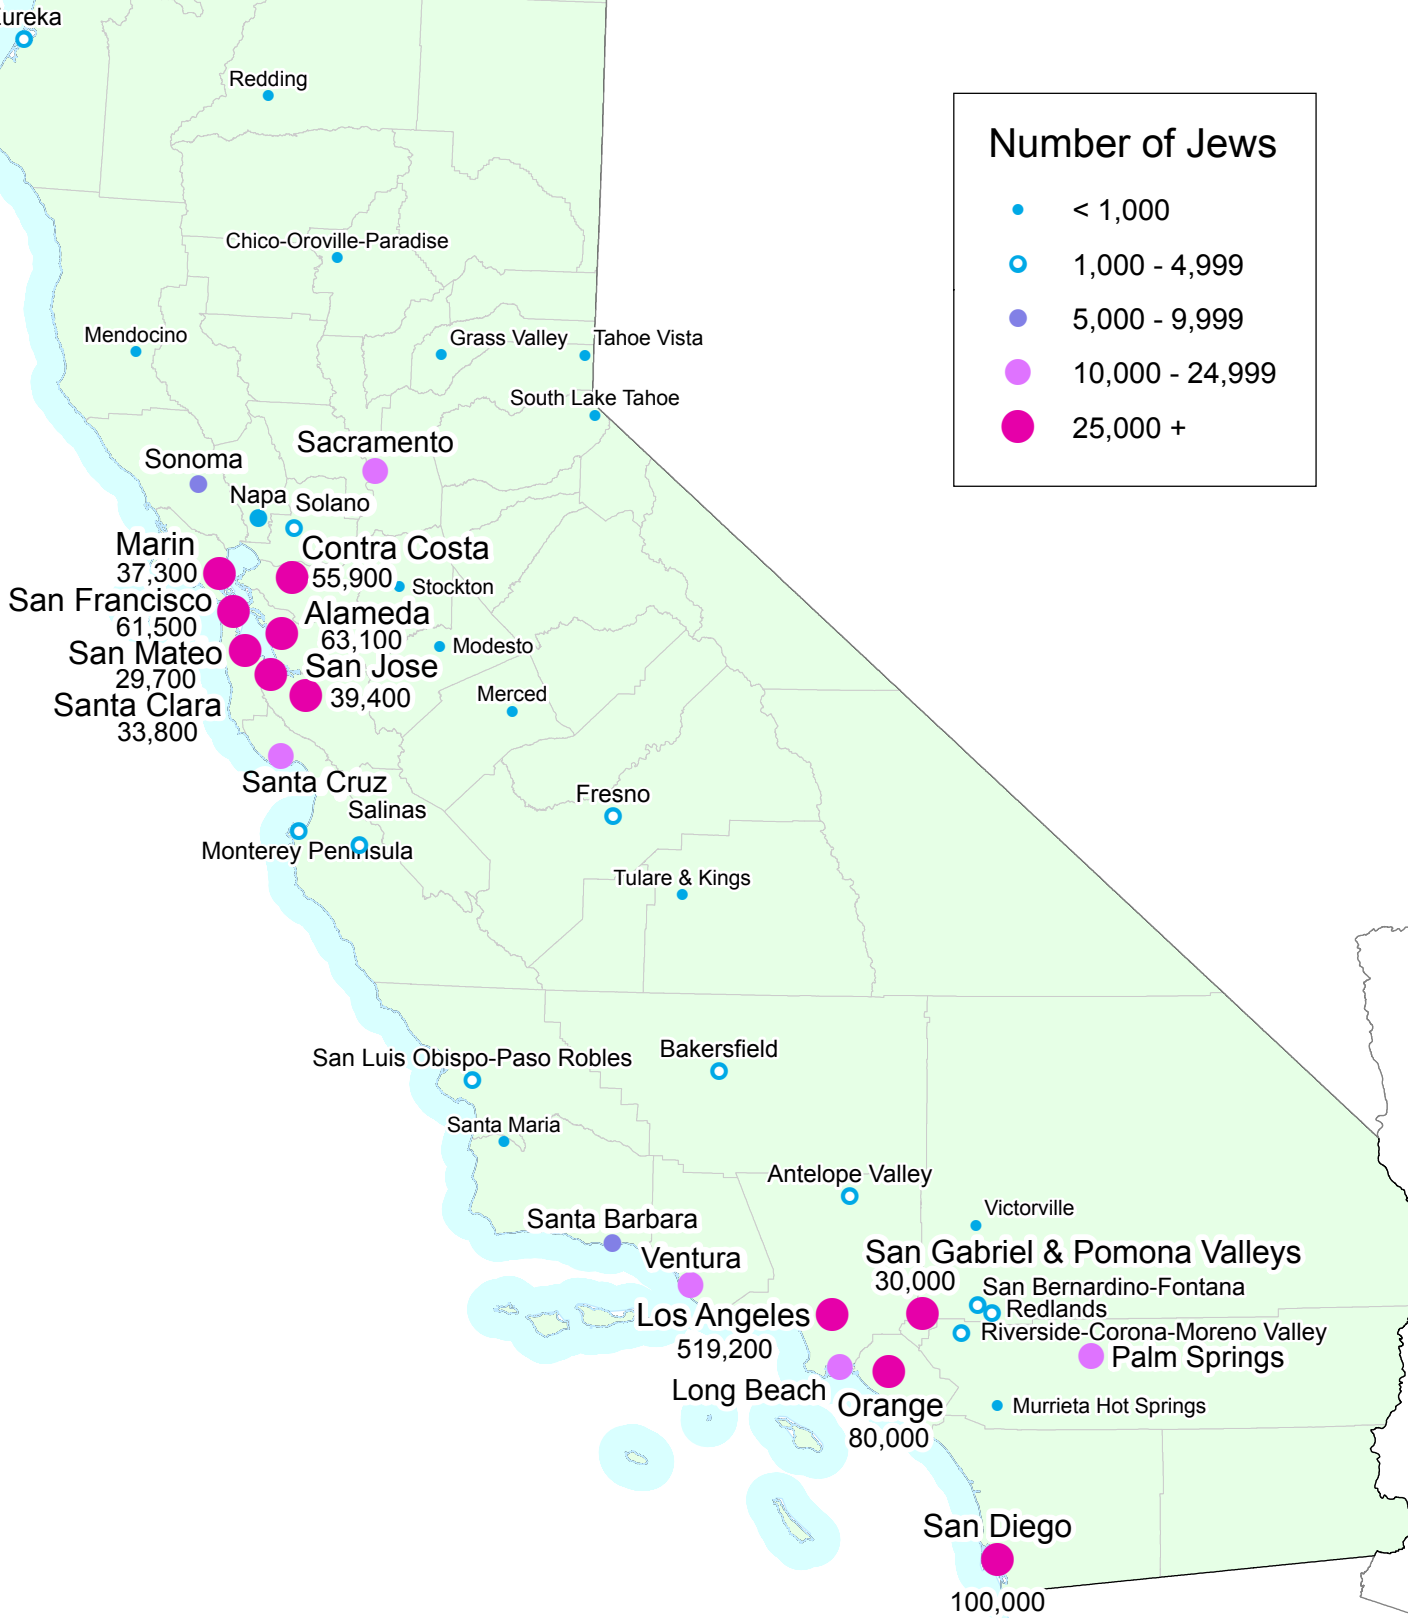 ureka
Redding
Number of Jews
< 1,000
1,000 - 4,999
5,000 - 9,999
10,000 - 24,999
25,000 +
Chico-Oroville-Paradise
Mendocino
Grass Valley
Tahoe Vista
South Lake Tahoe
Sacramento
Sonoma
Napa
Solano
Marin
37,300
Contra Costa
55,900
Stockton
San Francisco
61,500
Alameda
63,100
Modesto
San Mateo
29,700
San Jose
39,400
Merced
Santa Clara
33,800
Santa Cruz
Salinas
Fresno
Monterey Peninsula
Tulare & Kings
San Luis Obispo-Paso Robles
Bakersfield
Santa Maria
Antelope Valley
Victorville
Santa Barbara
Ventura
San Gabriel & Pomona Valleys
30,000
San Bernardino-Fontana
Redlands
Los Angeles
519,200
Riverside-Corona-Moreno Valley
Palm Springs
Long Beach
Orange
80,000
Murrieta Hot Springs
San Diego
100,000